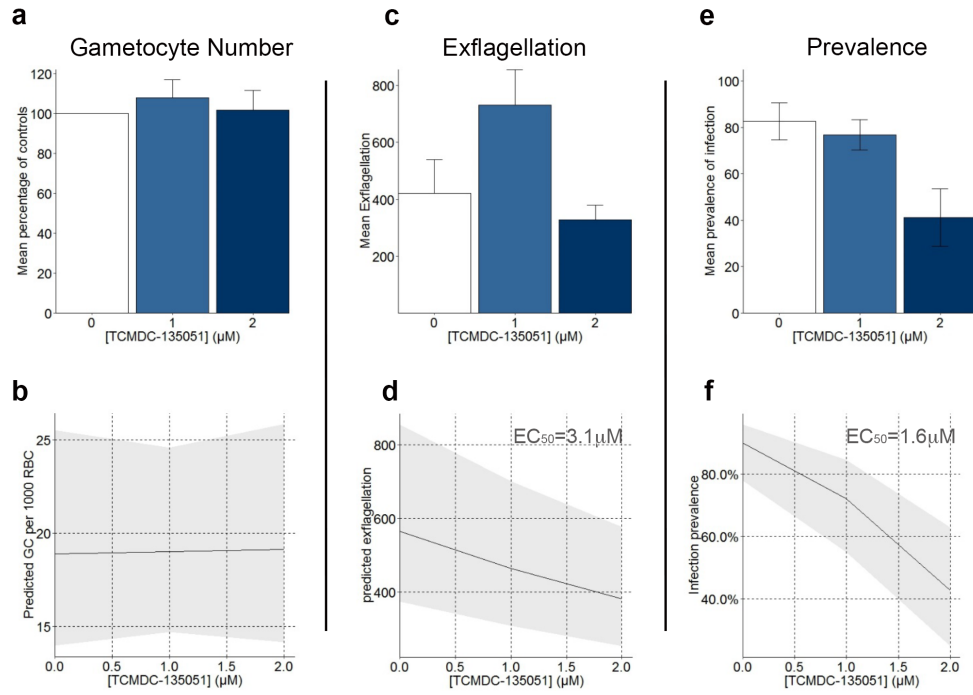 a
Gametocyte Number
Mean percentage of controls
120
100
80
60
40
20
0
0 1 2
[TCMDC-135051] (µM)
b
Predicted GC per 1000 RBC
25
20
15
0.0 0.5 1.0 1.5 2.0
[TCMDC-135051] (µM)
c
Exflagellation
Mean Exflagellation
800
600
400
200
0 1 2
[TCMDC-135051] (µM)
d
EC50=3.1µM
predicted exflagellation
800
600
400
0.0 0.5 1.0 1.5 2.0
[TCMDC-135051] (µM)
e
Prevalence
Mean prevalence of infection
100
80
60
40
20
0
0 1 2
[TCMDC-135051] (µM)
f
EC50=1.6µM
Infection prevalence
80.0%
60.0%
40.0%
0.0 0.5 1.0 1.5 2.0
[TCMDC-135051] (µM)